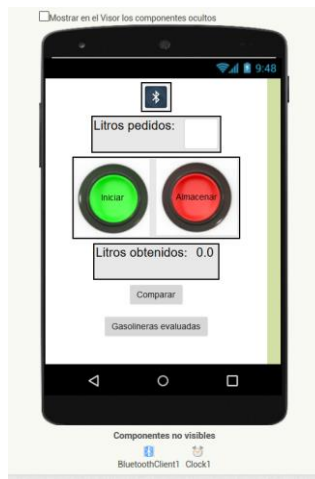 Mostrar en el Visor los componentes ocultos
9:48
Litros pedidos:
Iniciar
Almacenar
Litros obtenidos: 0.0
Comparar
Gasolineras evaluadas
Componentes no visibles
BluetoothClient1 Clock1